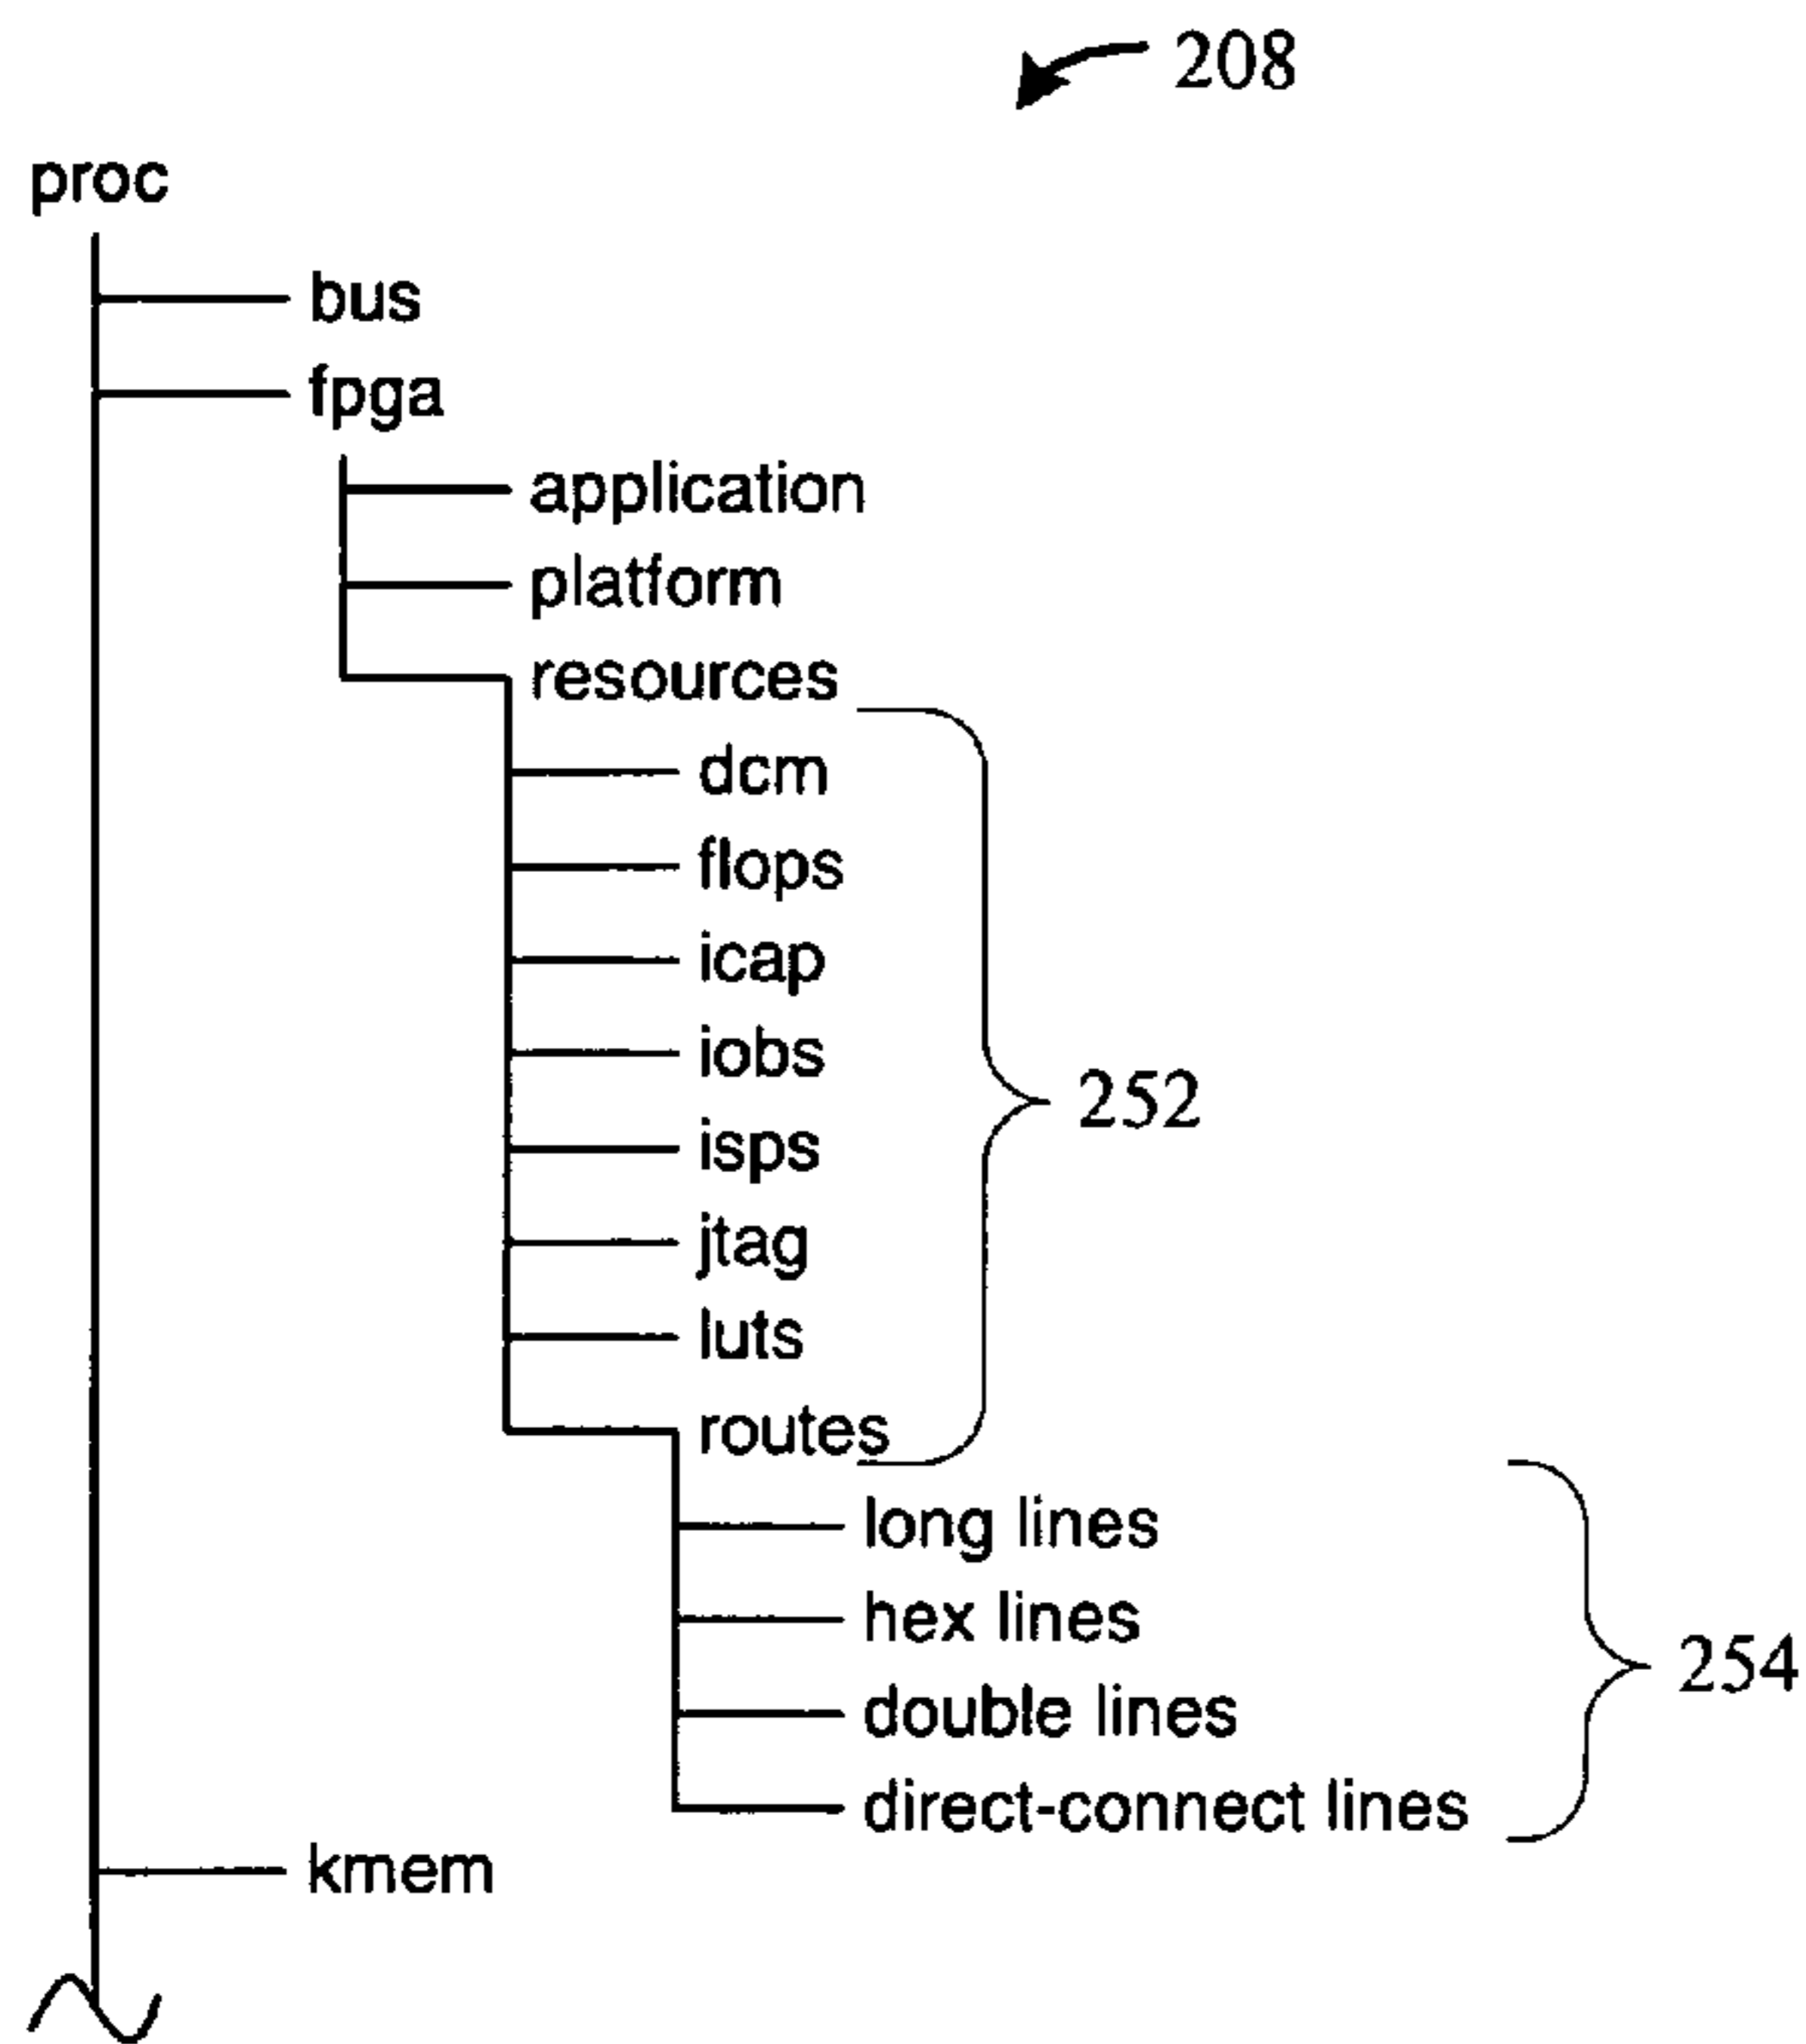 208
proc
bus
fpga
application
platform
resources
dcm
flops
icap
iobs
252
isps
jtag
luts
routes
long lines
hex lines
254
double lines
direct-connect lines
kmem